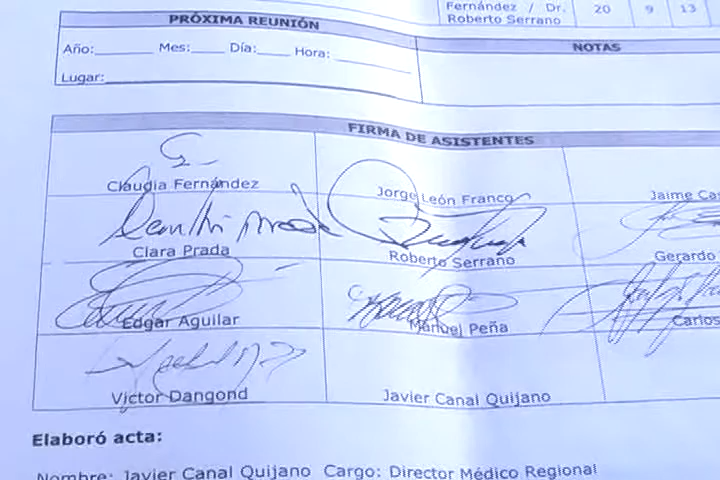 Fernández / Dr.
Roberto Serrano 20 9 13
PRÓXIMA REUNIÓN
NOTAS
Año: Mes: Día: Hora:
Lugar:
FIRMA DE ASISTENTES
Claudia Fernández Jorge León Franco Jaime
Clara Prada Roberto Serrano Gerardo
Edgar Aguilar Manuel Peña Carlos
Victor Dangond Javier Canal Quijano
Elaboró acta:
Nombre: Javier Canal Quijano Cargo: Director Médico Regional